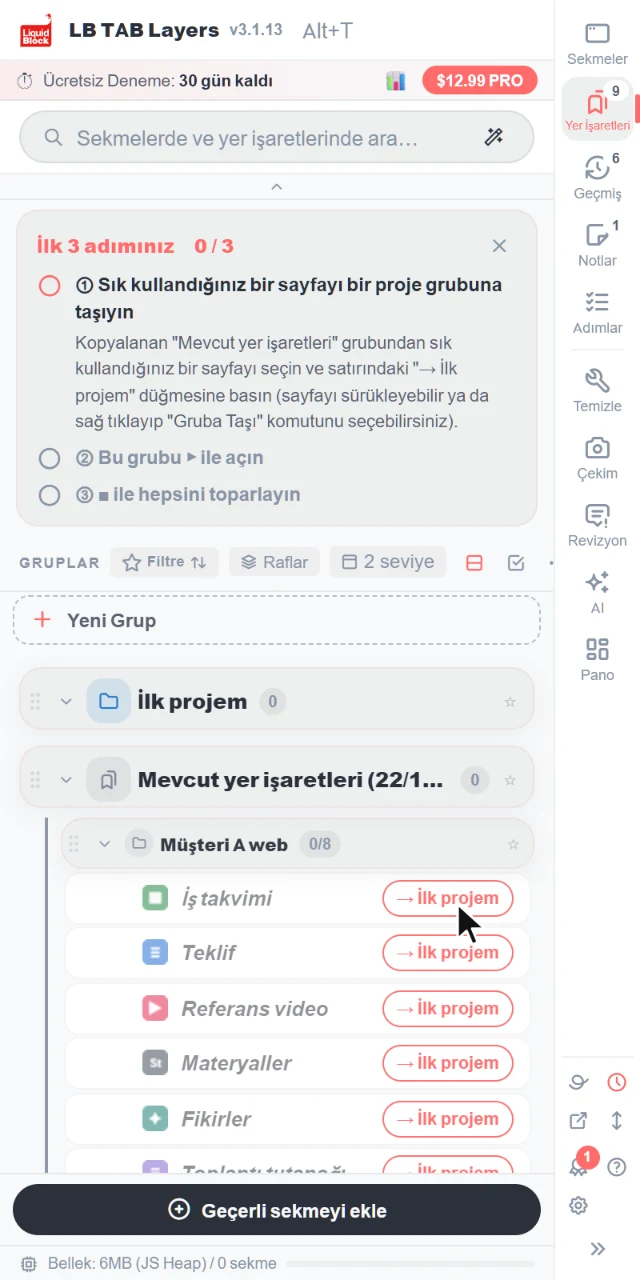 Liquid Block
LB TAB Layers v3.1.13 Alt+T
Ücretsiz Deneme: 30 gün kaldı $12.99 PRO
Sekmelerde ve yer işaretlerinde ara…
İlk 3 adımınız 0 / 3
① Sık kullandığınız bir sayfayı bir proje grubuna
taşıyın
Kopyalanan "Mevcut yer işaretleri" grubundan sık
kullandığınız bir sayfayı seçin ve satırındaki "→ İlk
projem" düğmesine basın (sayfayı sürükleyebilir ya da
sağ tıklayıp "Gruba Taşı" komutunu seçebilirsiniz).
② Bu grubu ▶ ile açın
③ ■ ile hepsini toparlayın
GRUPLAR Filtre Raflar 2 seviye
+ Yeni Grup
İlk projem 0
Mevcut yer işaretleri (22/1… 0
Müşteri A web 0/8
İş takvimi → İlk projem
Teklif → İlk projem
Referans video → İlk projem
St Materyaller → İlk projem
Fikirler → İlk projem
Toplantı tutanağı → İlk projem
Geçerli sekmeyi ekle
Bellek: 6MB (JS Heap) / 0 sekme
Sekmeler
9
Yer İşaretleri
6
Geçmiş
1
Notlar
Adımlar
Temizle
Çekim
Revizyon
AI
Pano
1